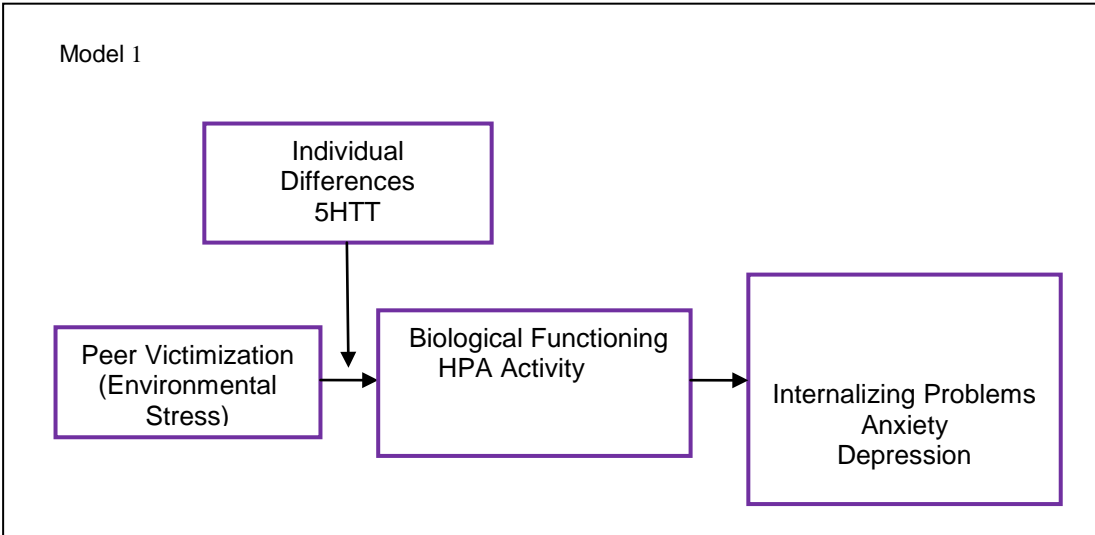 Model 1
Individual
Differences
5HTT
Peer Victimization
(Environmental
Stress)
Biological Functioning
HPA Activity
Internalizing Problems
Anxiety
Depression